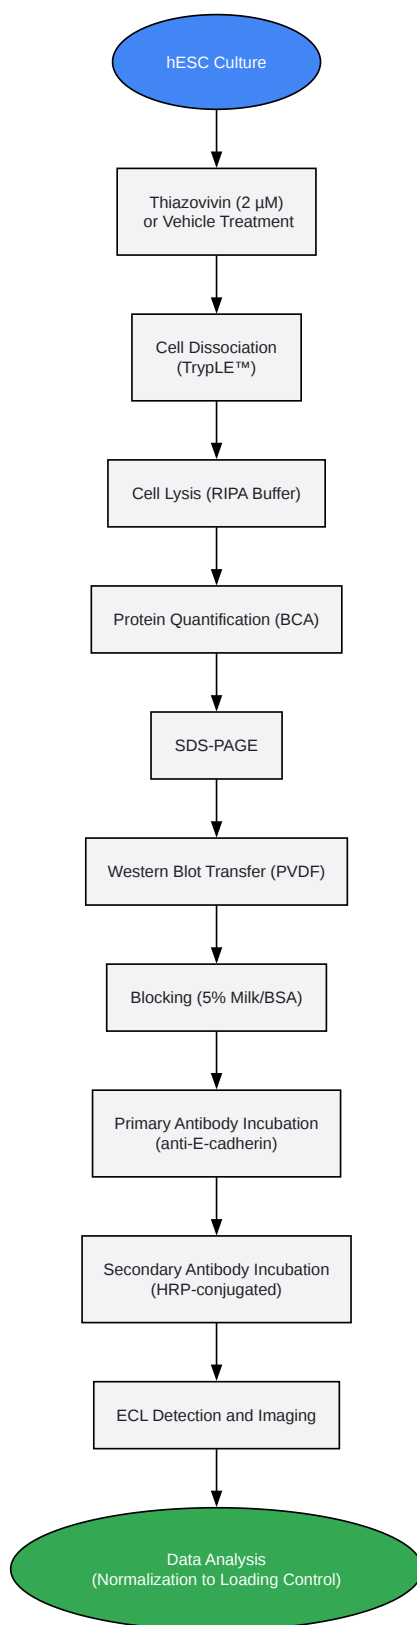 hESC Culture
Thiazovivin (2 µM)
or Vehicle Treatment
Cell Dissociation
(TrypLE™)
Cell Lysis (RIPA Buffer)
Protein Quantification (BCA)
SDS-PAGE
Western Blot Transfer (PVDF)
Blocking (5% Milk/BSA)
Primary Antibody Incubation
(anti-E-cadherin)
Secondary Antibody Incubation
(HRP-conjugated)
ECL Detection and Imaging
Data Analysis
(Normalization to Loading Control)